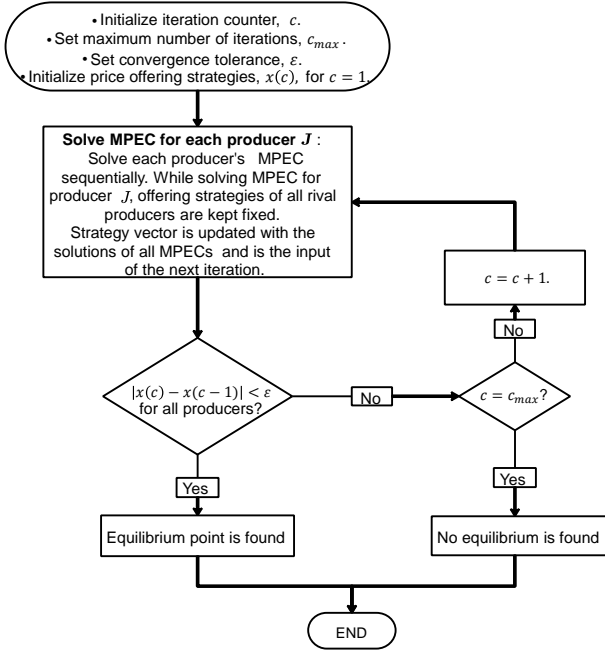 • Initialize iteration counter, c.
• Set maximum number of iterations, c_max.
• Set convergence tolerance, ε.
• Initialize price offering strategies, x(c), for c = 1.
Solve MPEC for each producer J :
Solve each producer's MPEC
sequentially. While solving MPEC for
producer J, offering strategies of all rival
producers are kept fixed.
Strategy vector is updated with the
solutions of all MPECs and is the input
of the next iteration.
c = c + 1.
No
|x(c) − x(c − 1)| < ε
for all producers?
No
c = c_max?
Yes
Yes
Equilibrium point is found
No equilibrium is found
END